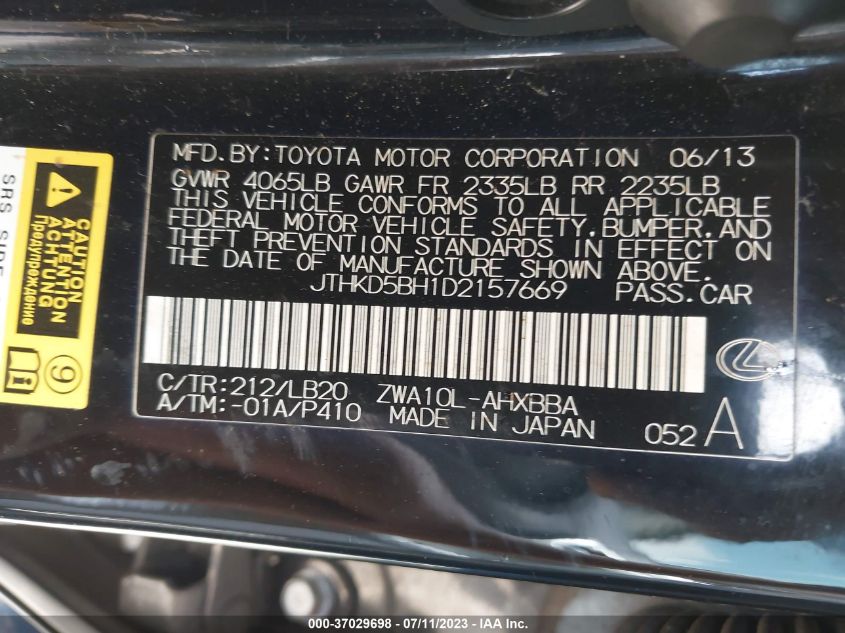 MFD.BY:TOYOTA MOTOR CORPORATION 06/13
GVWR 4065LB GAWR FR 2335LB RR 2235LB
THIS VEHICLE CONFORMS TO ALL APPLICABLE
FEDERAL MOTOR VEHICLE SAFETY,BUMPER,AND
THEFT PREVENTION STANDARDS IN EFFECT ON
THE DATE OF MANUFACTURE SHOWN ABOVE.
JTHKD5BH1D2157669 PASS.CAR
C/TR:212/LB20 ZWA10L-AHXBBA
A/TM:-01A/P410 MADE IN JAPAN
052 A
CAUTION
ATTENTION
ACHTUNG
Предупреждение
9
SRS SIDE
000-37029698 - 07/11/2023 - IAA Inc.